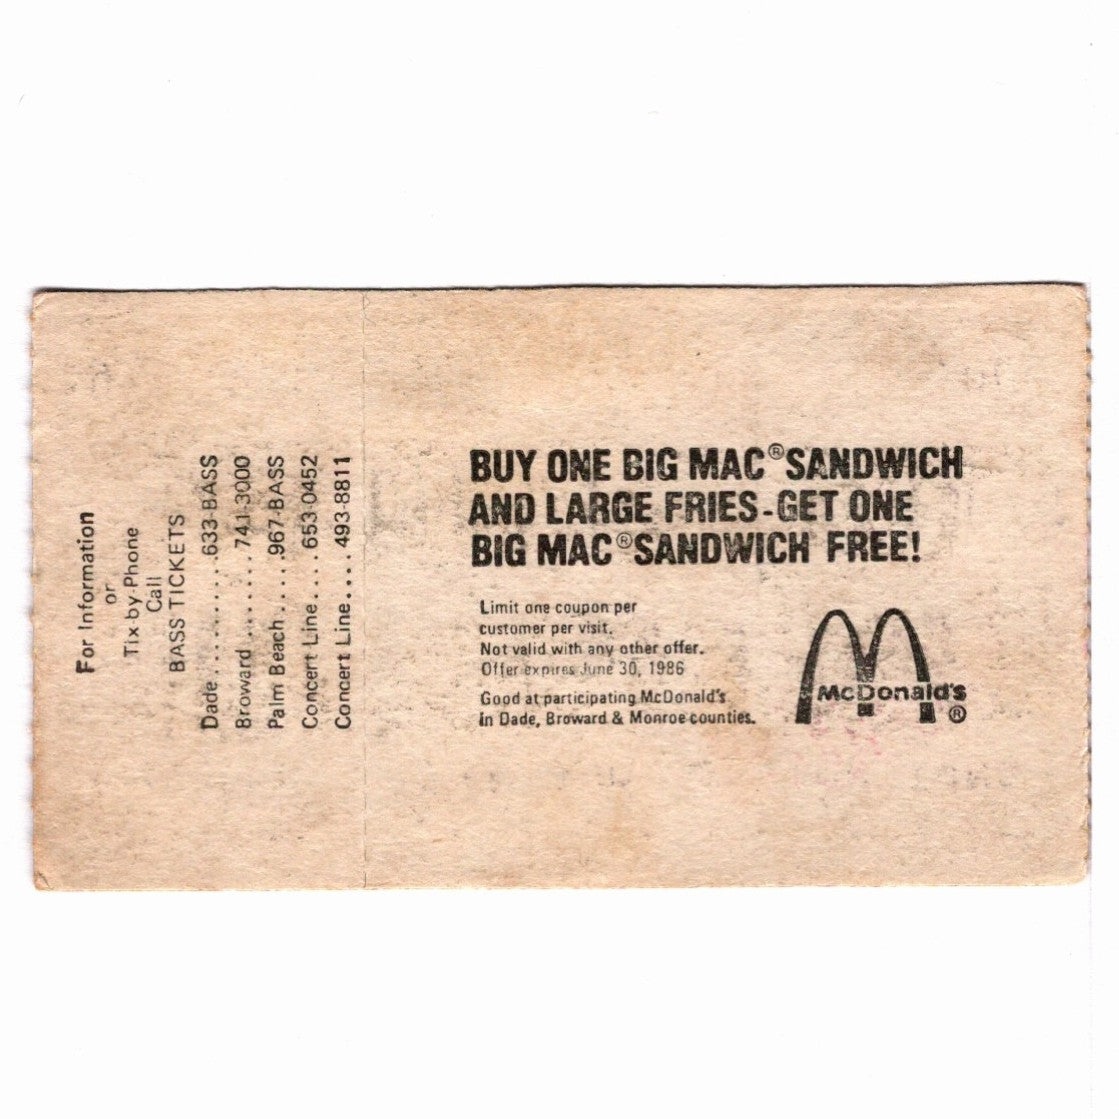 For Information
or
Tix-by-Phone
Call
BASS TICKETS
Dade.........633-BASS
Broward.......741-3000
Palm Beach.....967-BASS
Concert Line....653-0452
Concert Line....493-8811
BUY ONE BIG MAC® SANDWICH
AND LARGE FRIES-GET ONE
BIG MAC® SANDWICH FREE!
Limit one coupon per
customer per visit.
Not valid with any other offer.
Offer expires June 30, 1986
Good at participating McDonald's
in Dade, Broward & Monroe counties.
McDonald's
®